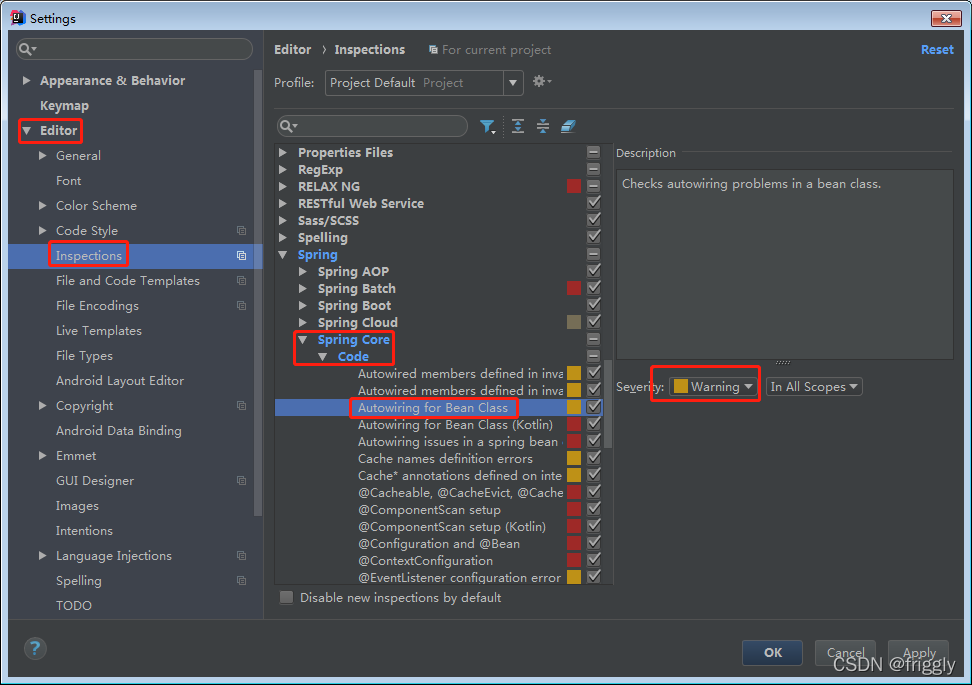 Settings
Appearance & Behavior
Keymap
Editor
General
Font
Color Scheme
Code Style
Inspections
File and Code Templates
File Encodings
Live Templates
File Types
Android Layout Editor
Copyright
Android Data Binding
Emmet
GUI Designer
Images
Intentions
Language Injections
Spelling
TODO
Editor › Inspections For current project Reset
Profile: Project Default Project
Properties Files
RegExp
RELAX NG
RESTful Web Service
Sass/SCSS
Spelling
Spring
Spring AOP
Spring Batch
Spring Boot
Spring Cloud
Spring Core
Code
Autowired members defined in inva
Autowired members defined in inva
Autowiring for Bean Class
Autowiring for Bean Class (Kotlin)
Autowiring issues in a spring bean
Cache names definition errors
Cache* annotations defined on inte
@Cacheable, @CacheEvict, @Cache
@ComponentScan setup
@ComponentScan setup (Kotlin)
@Configuration and @Bean
@ContextConfiguration
@EventListener configuration error
Disable new inspections by default
Description
Checks autowiring problems in a bean class.
Severity: Warning In All Scopes
?
OK Cancel Apply
CSDN @friggly